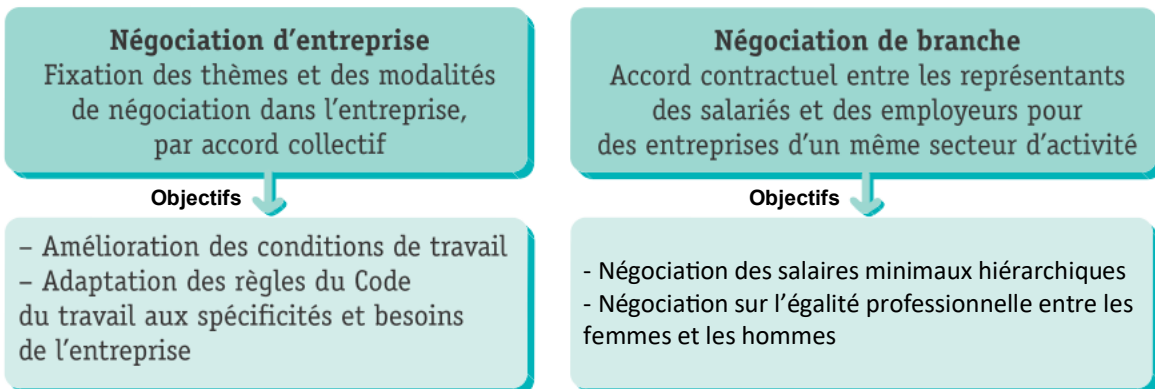 Négociation d'entreprise
Fixation des thèmes et des modalités
de négociation dans l'entreprise,
par accord collectif
Objectifs
– Amélioration des conditions de travail
– Adaptation des règles du Code
du travail aux spécificités et besoins
de l'entreprise
Négociation de branche
Accord contractuel entre les représentants
des salariés et des employeurs pour
des entreprises d'un même secteur d'activité
Objectifs
- Négociation des salaires minimaux hiérarchiques
- Négociation sur l'égalité professionnelle entre les
femmes et les hommes